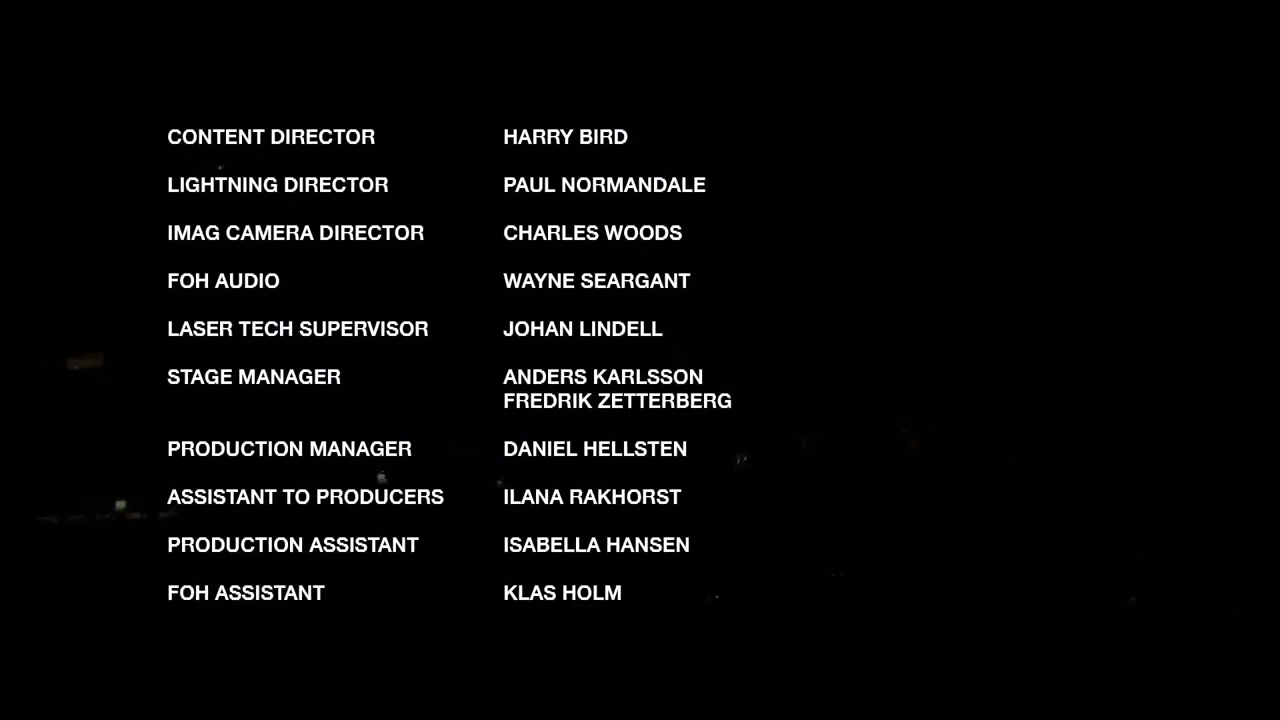 CONTENT DIRECTOR HARRY BIRD
LIGHTNING DIRECTOR PAUL NORMANDALE
IMAG CAMERA DIRECTOR CHARLES WOODS
FOH AUDIO WAYNE SEARGANT
LASER TECH SUPERVISOR JOHAN LINDELL
STAGE MANAGER ANDERS KARLSSON
FREDRIK ZETTERBERG
PRODUCTION MANAGER DANIEL HELLSTEN
ASSISTANT TO PRODUCERS ILANA RAKHORST
PRODUCTION ASSISTANT ISABELLA HANSEN
FOH ASSISTANT KLAS HOLM